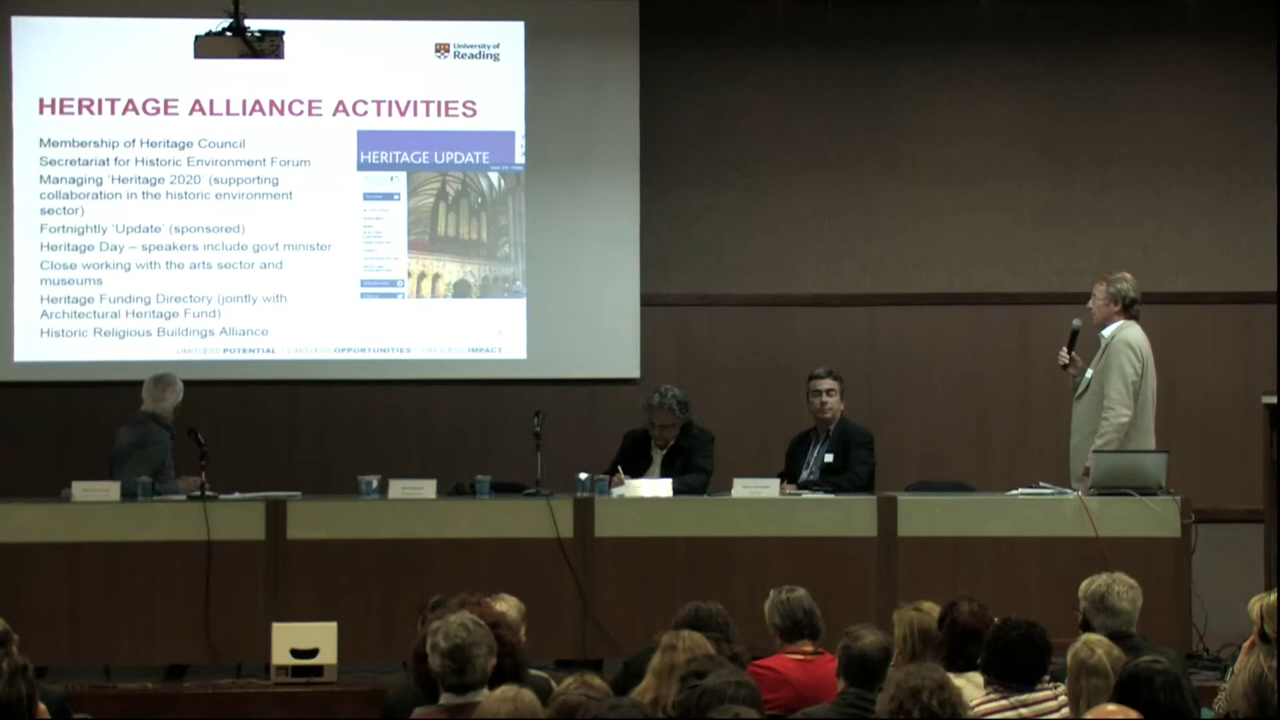 University of
Reading
HERITAGE ALLIANCE ACTIVITIES
Membership of Heritage Council
Secretariat for Historic Environment Forum
Managing 'Heritage 2020' (supporting
collaboration in the historic environment
sector)
Fortnightly 'Update' (sponsored)
Heritage Day – speakers include govt minister
Close working with the arts sector and
museums
Heritage Funding Directory (jointly with
Architectural Heritage Fund)
Historic Religious Buildings Alliance
HERITAGE UPDATE
LIMITLESS POTENTIAL LIMITLESS OPPORTUNITIES LIMITLESS IMPACT